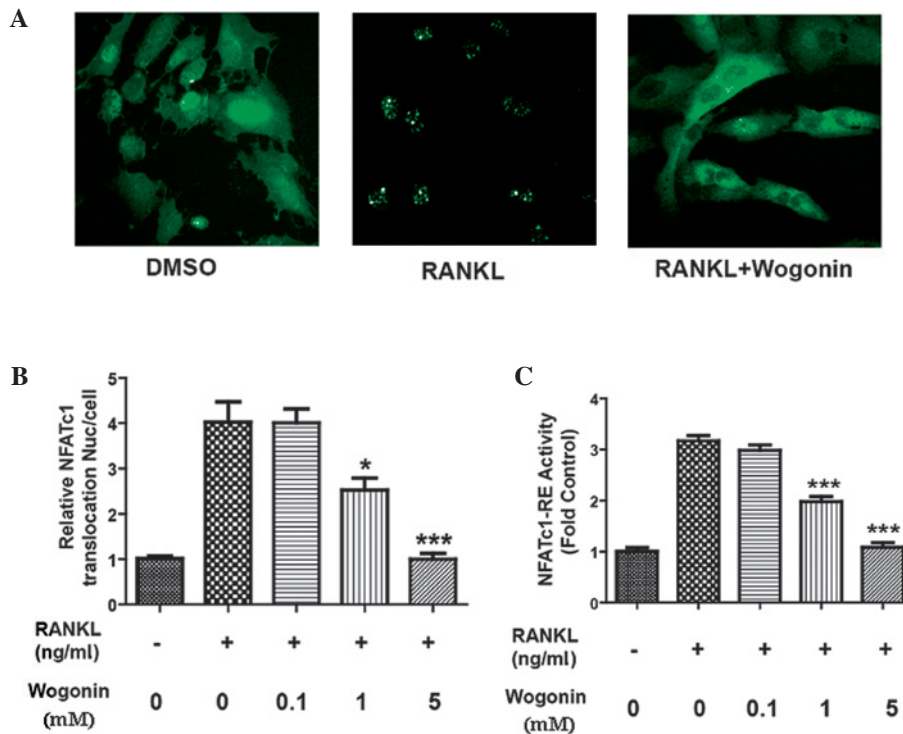 A
DMSO
RANKL
RANKL+Wogonin
B
Relative NFATc1
translocation Nuc/cell
5
4
3
2
1
0
*
***
RANKL
(ng/ml)
- + + + +
Wogonin
(mM)
0 0 0.1 1 5
C
NFATc1-RE Activity
(Fold Control)
4
3
2
1
0
***
***
RANKL
(ng/ml)
- + + + +
Wogonin
(mM)
0 0 0.1 1 5